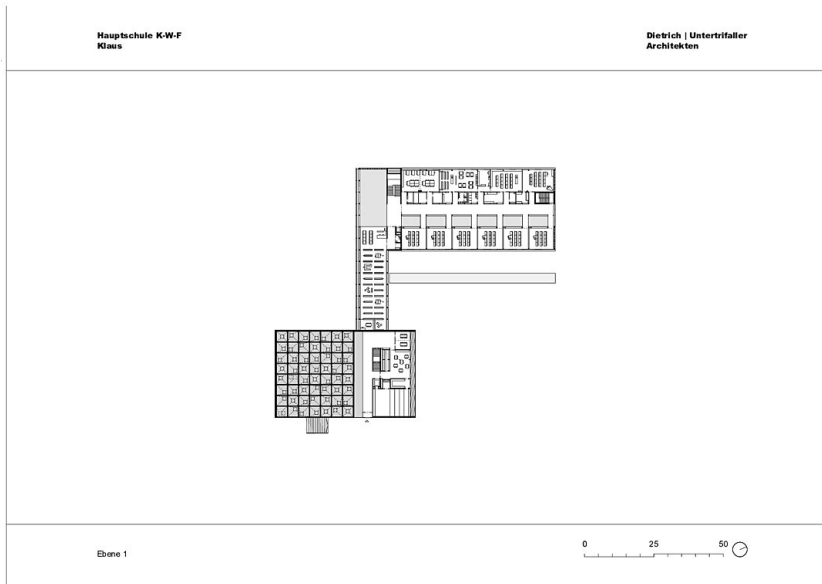 Hauptschule K-W-F
Klaus
Dietrich | Untertrifaller
Architekten
Ebene 1
0 25 50